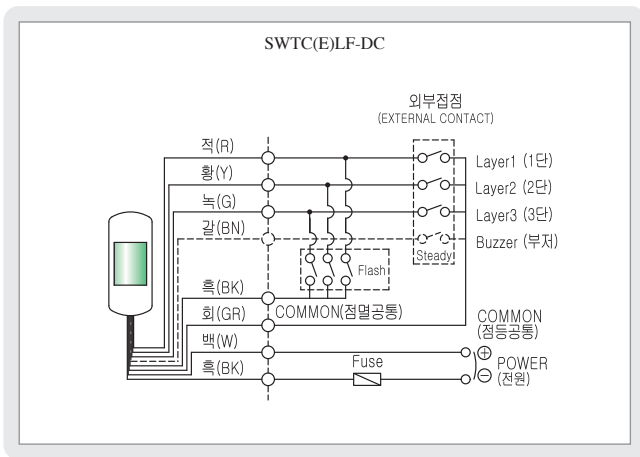 SWTC(E)LF-DC
외부접점
(EXTERNAL CONTACT)
적(R)
Layer1 (1단)
황(Y)
Layer2 (2단)
녹(G)
Layer3 (3단)
갈(BN)
Buzzer (부저)
Steady
Flash
흑(BK)
COMMON(점멸공통)
회(GR)
COMMON
(점등공통)
백(W)
Fuse
POWER
(전원)
흑(BK)